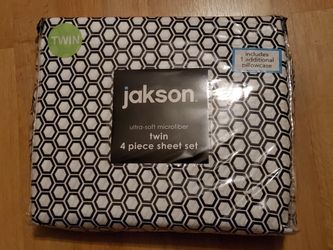 TWIN
includes
1 additional
pillowcase
jakson
ultra-soft microfiber
twin
4 piece sheet set